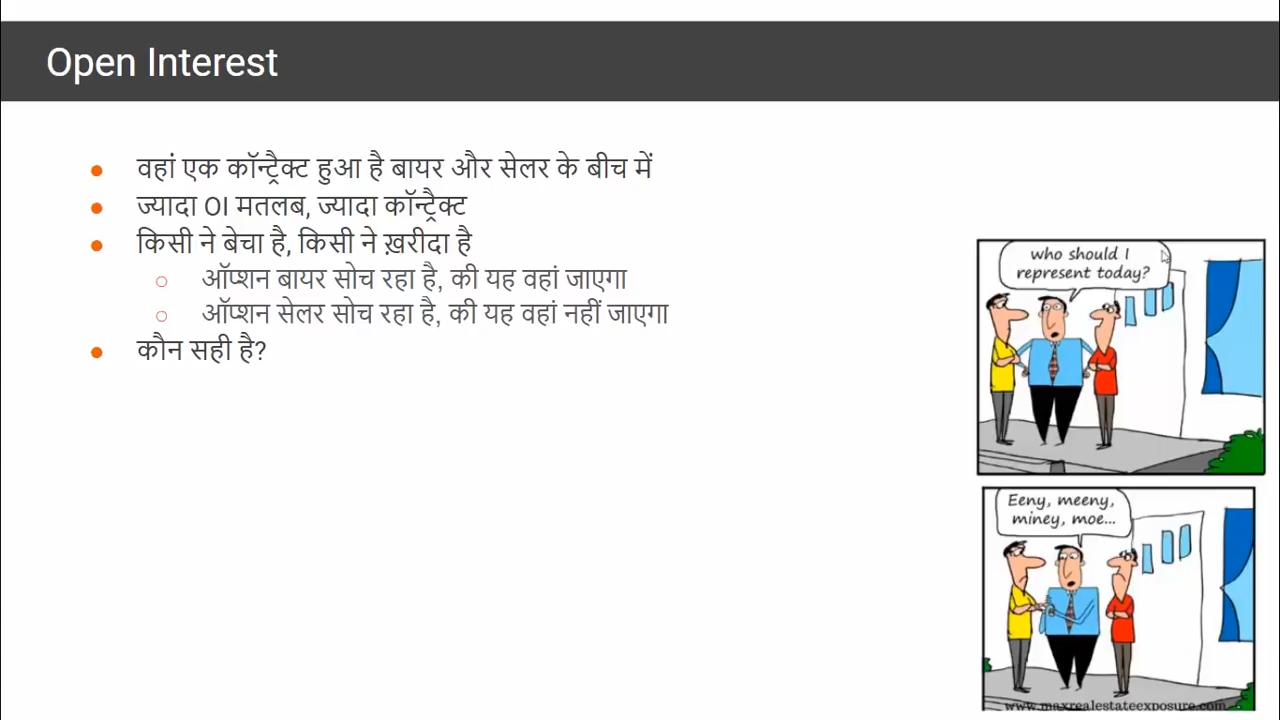 Open Interest
वहां एक कॉन्ट्रैक्ट हुआ है बायर और सेलर के बीच में
ज्यादा OI मतलब, ज्यादा कॉन्ट्रैक्ट
किसी ने बेचा है, किसी ने ख़रीदा है
ऑप्शन बायर सोच रहा है, की यह वहां जाएगा
ऑप्शन सेलर सोच रहा है, की यह वहां नहीं जाएगा
कौन सही है?
who should I
represent today?
Eeny, meeny,
miney, moe...
www.maxrealestateexposure.com